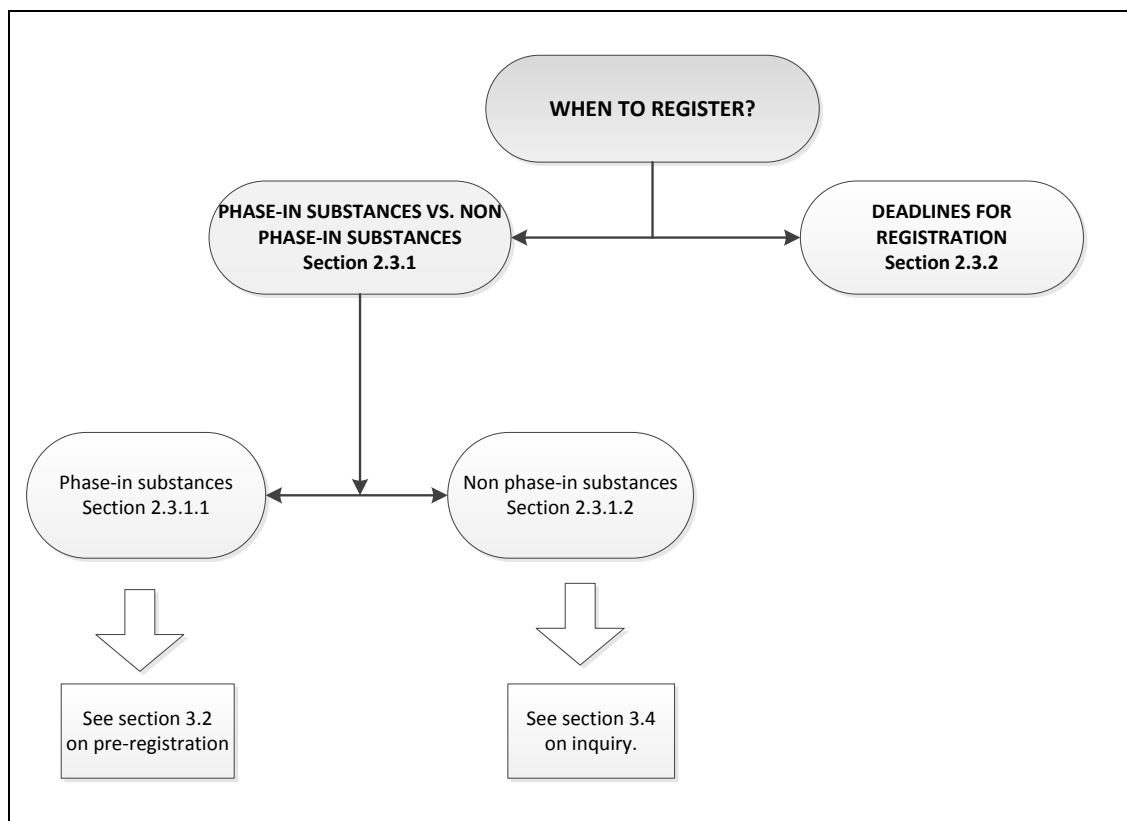 WHEN TO REGISTER?
PHASE-IN SUBSTANCES VS. NON
PHASE-IN SUBSTANCES
Section 2.3.1
DEADLINES FOR
REGISTRATION
Section 2.3.2
Phase-in substances
Section 2.3.1.1
Non phase-in substances
Section 2.3.1.2
See section 3.2
on pre-registration
See section 3.4
on inquiry.